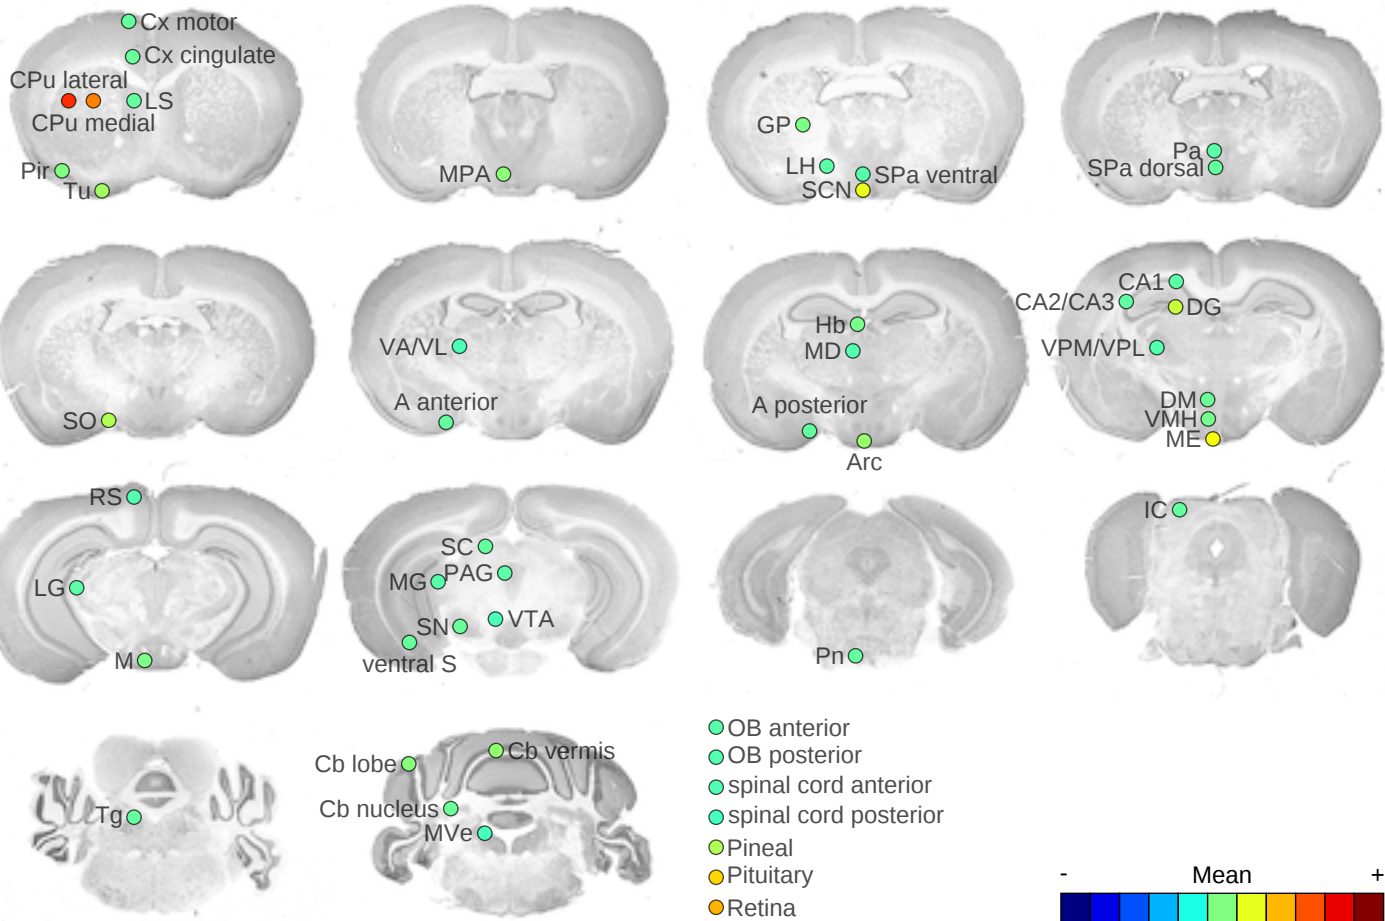 Cx motor
Cx cingulate
CPu lateral
LS
CPu medial
Pir
Tu
MPA
GP
LH
SPa ventral
SCN
Pa
SPa dorsal
SO
VA/VL
A anterior
Hb
MD
A posterior
Arc
CA1
CA2/CA3
DG
VPM/VPL
DM
VMH
ME
RS
LG
M
SC
MG
PAG
SN
VTA
ventral S
Pn
IC
Tg
Cb lobe
Cb vermis
Cb nucleus
MVe
OB anterior
OB posterior
spinal cord anterior
spinal cord posterior
Pineal
Pituitary
Retina
- Mean +